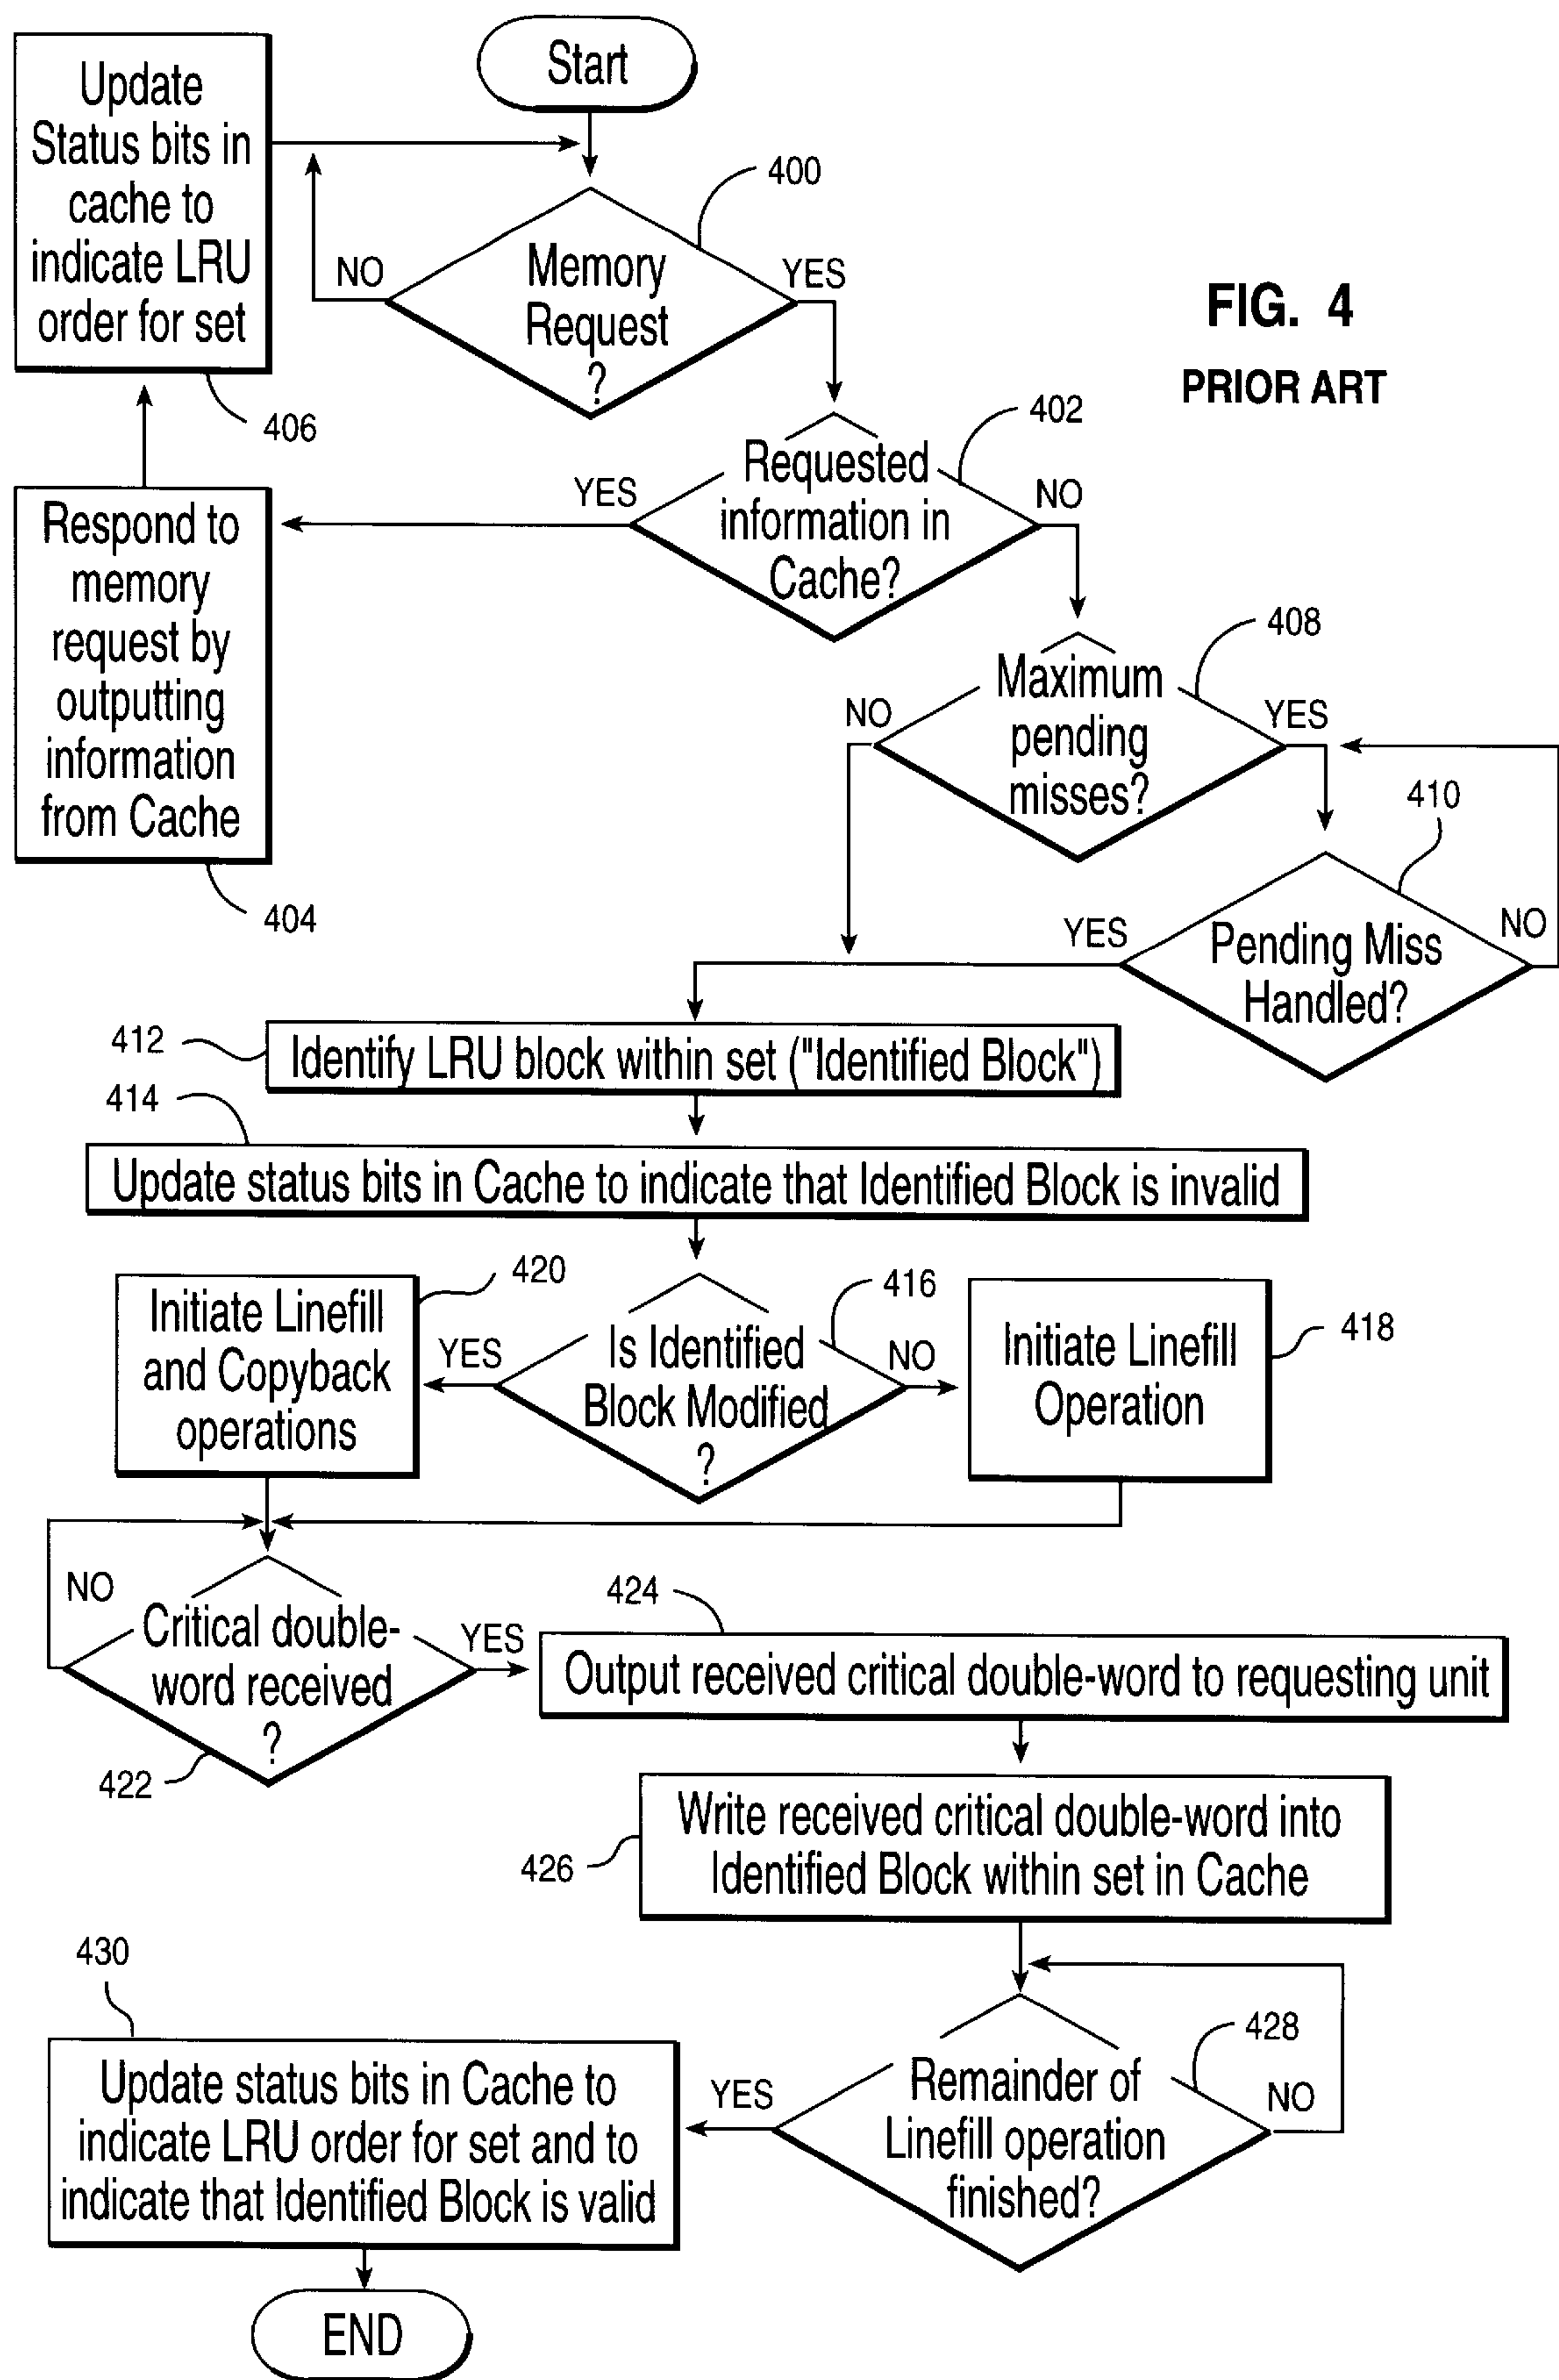 Start
Update
Status bits in
cache to
indicate LRU
order for set
406
400
Memory
Request
?
NO
YES
FIG. 4
PRIOR ART
402
Requested
information in
Cache?
YES
NO
Respond to
memory
request by
outputting
information
from Cache
404
408
Maximum
pending
misses?
NO
YES
410
Pending Miss
Handled?
YES
NO
412
Identify LRU block within set ("Identified Block")
414
Update status bits in Cache to indicate that Identified Block is invalid
416
Is Identified
Block Modified
?
YES
NO
420
Initiate Linefill
and Copyback
operations
418
Initiate Linefill
Operation
NO
Critical double-
word received
?
YES
422
424
Output received critical double-word to requesting unit
426
Write received critical double-word into
Identified Block within set in Cache
428
Remainder of
Linefill operation
finished?
YES
NO
430
Update status bits in Cache to
indicate LRU order for set and to
indicate that Identified Block is valid
END